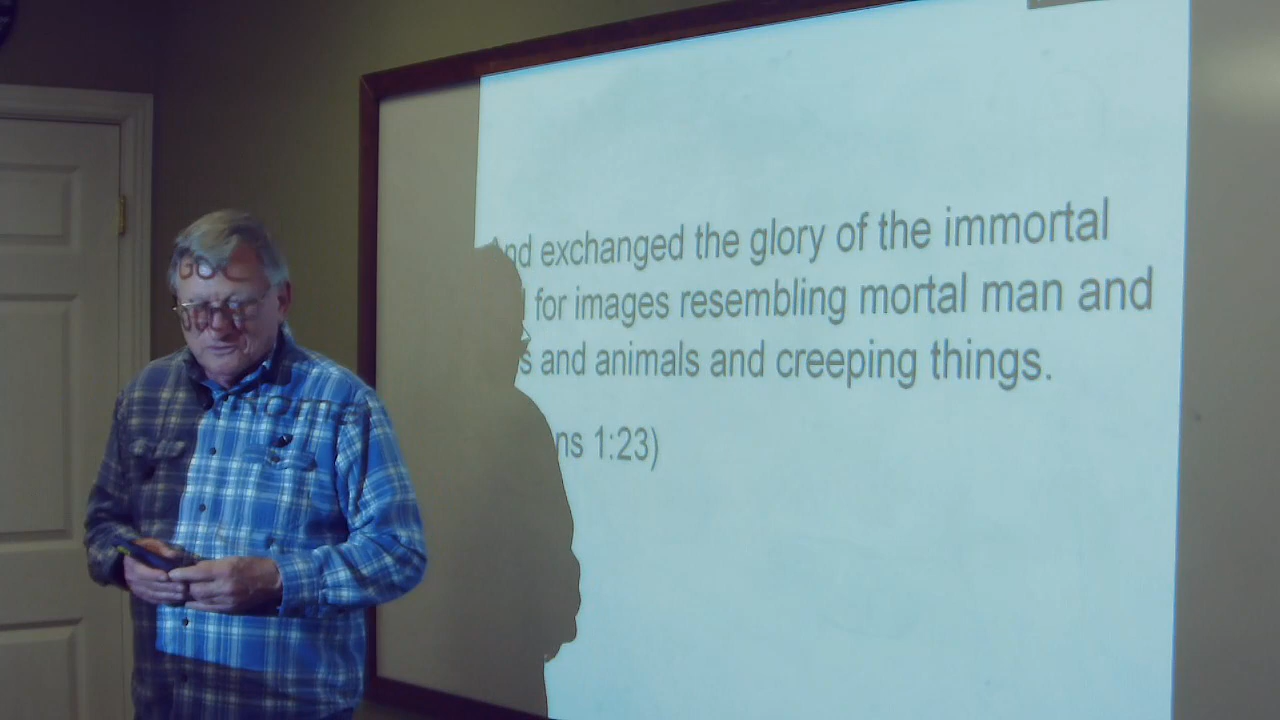 And exchanged the glory of the immortal
for images resembling mortal man and
s and animals and creeping things.
ns 1:23)